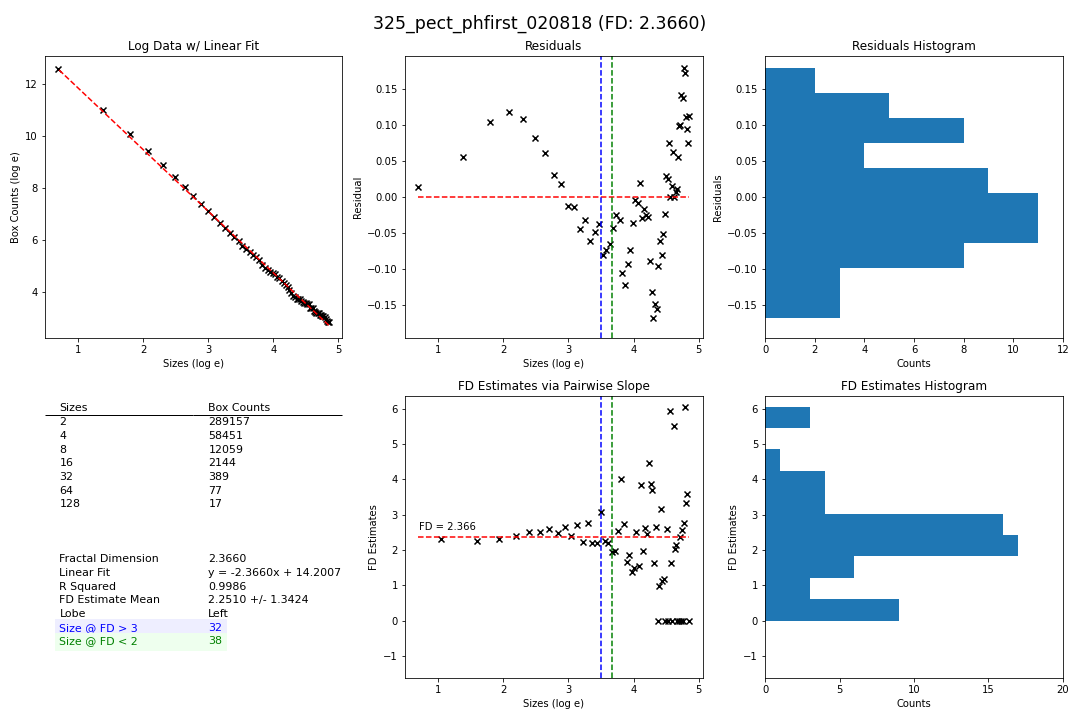 325_pect_phfirst_020818 (FD: 2.3660)
Log Data w/ Linear Fit
Box Counts (log e)
12
10
8
6
4
1 2 3 4 5
Sizes (log e)
Residuals
Residual
0.15
0.10
0.05
0.00
−0.05
−0.10
−0.15
1 2 3 4 5
Sizes (log e)
Residuals Histogram
Residuals
0.15
0.10
0.05
0.00
−0.05
−0.10
−0.15
0 2 4 6 8 10 12
Counts
Sizes Box Counts
2 289157
4 58451
8 12059
16 2144
32 389
64 77
128 17
Fractal Dimension 2.3660
Linear Fit y = -2.3660x + 14.2007
R Squared 0.9986
FD Estimate Mean 2.2510 +/- 1.3424
Lobe Left
Size @ FD > 3 32
Size @ FD < 2 38
FD Estimates via Pairwise Slope
FD Estimates
6
5
4
3
2
1
0
−1
FD = 2.366
1 2 3 4 5
Sizes (log e)
FD Estimates Histogram
FD Estimates
6
5
4
3
2
1
0
−1
0 5 10 15 20
Counts